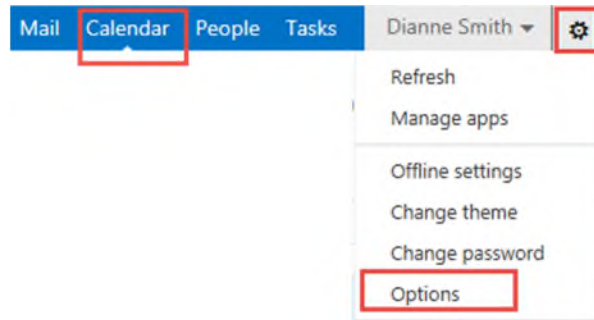 Mail Calendar People Tasks Dianne Smith
Refresh
Manage apps
Offline settings
Change theme
Change password
Options